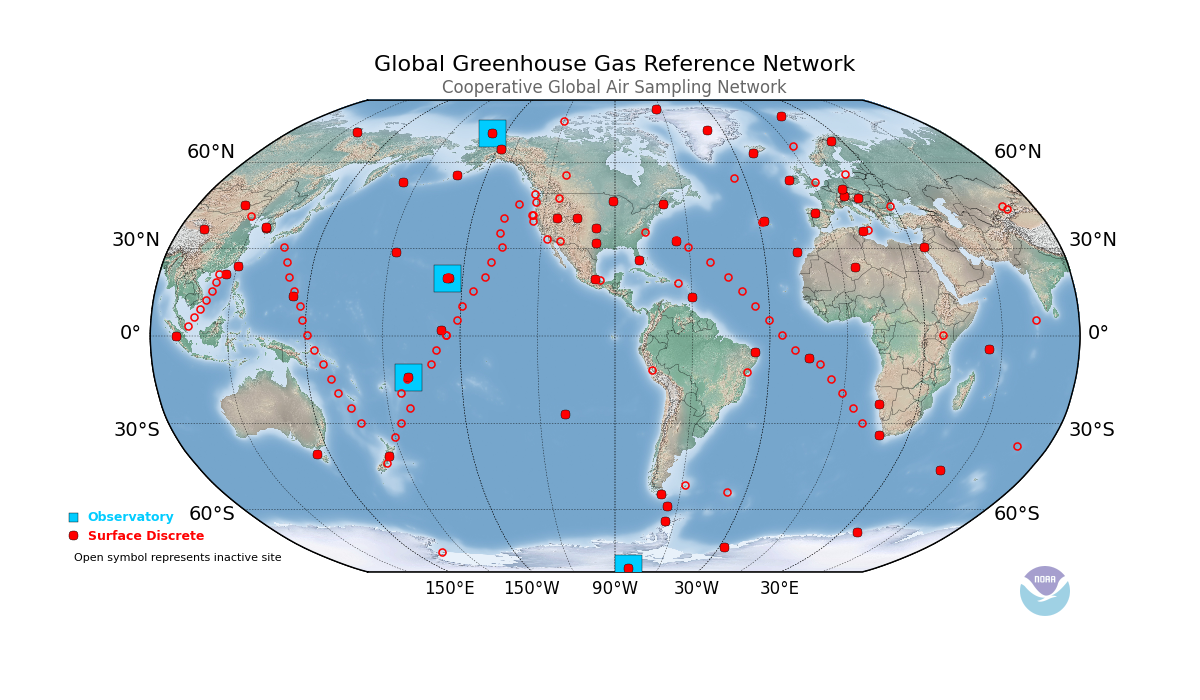 Global Greenhouse Gas Reference Network
Cooperative Global Air Sampling Network
60°N 60°N
30°N 30°N
0° 0°
30°S 30°S
60°S 60°S
Observatory
Surface Discrete
Open symbol represents inactive site
150°E 150°W 90°W 30°W 30°E
NOAA